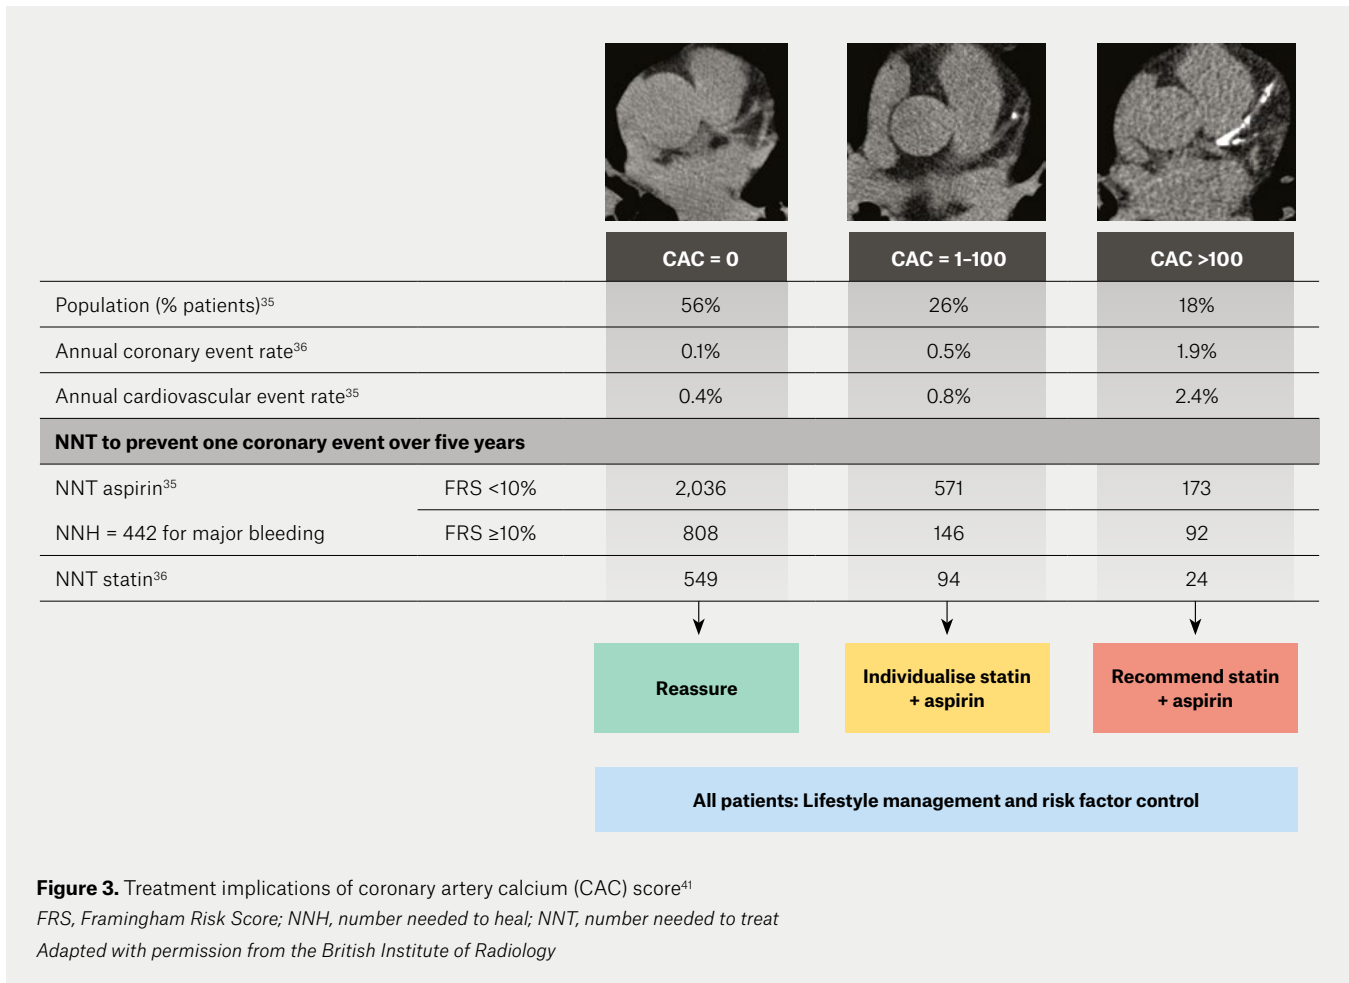 CAC = 0 CAC = 1–100 CAC >100
Population (% patients)35 56% 26% 18%
Annual coronary event rate36 0.1% 0.5% 1.9%
Annual cardiovascular event rate35 0.4% 0.8% 2.4%
NNT to prevent one coronary event over five years
NNT aspirin35 FRS <10% 2,036 571 173
NNH = 442 for major bleeding FRS ≥10% 808 146 92
NNT statin36 549 94 24
Reassure
Individualise statin
+ aspirin
Recommend statin
+ aspirin
All patients: Lifestyle management and risk factor control
Figure 3. Treatment implications of coronary artery calcium (CAC) score41
FRS, Framingham Risk Score; NNH, number needed to heal; NNT, number needed to treat
Adapted with permission from the British Institute of Radiology